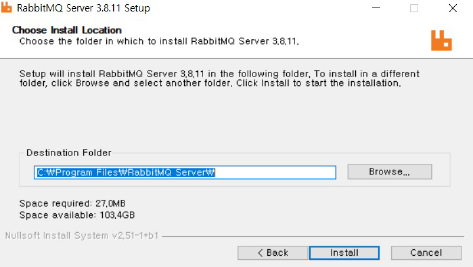 RabbitMQ Server 3.8.11 Setup
Choose Install Location
Choose the folder in which to install RabbitMQ Server 3.8.11.
Setup will install RabbitMQ Server 3.8.11 in the following folder. To install in a different
folder, click Browse and select another folder. Click Install to start the installation.
Destination Folder
C:₩Program Files₩RabbitMQ Server₩
Browse...
Space required: 27.0MB
Space available: 103.4GB
Nullsoft Install System v2.51-1+b1
< Back
Install
Cancel